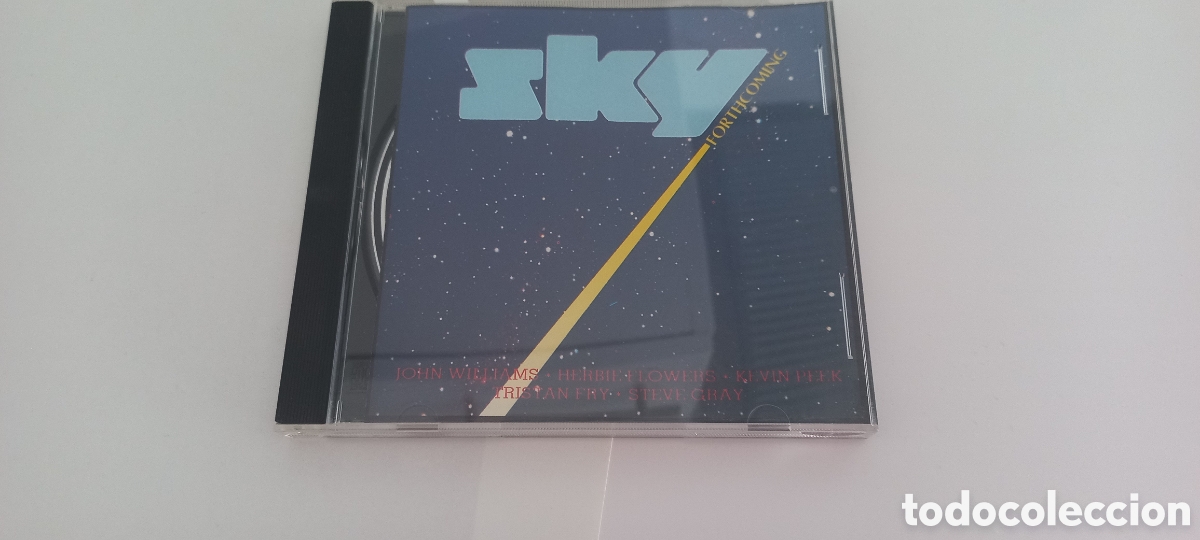 sky
FORTHCOMING
JOHN WILLIAMS · HERBIE FLOWERS · KEVIN PEEK
TRISTAN FRY · STEVE GRAY
todocoleccion